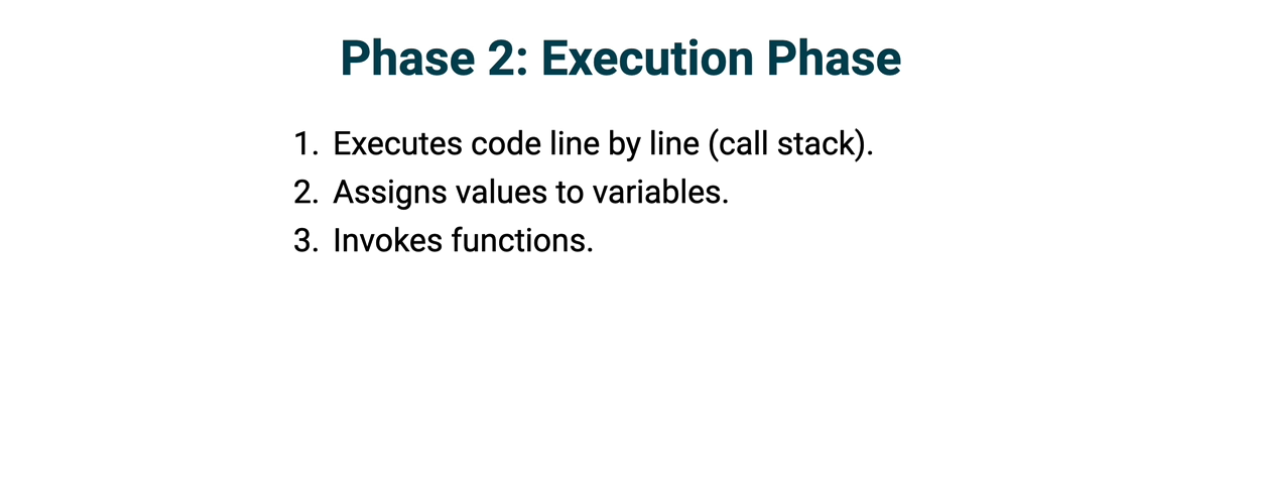 Phase 2: Execution Phase
1. Executes code line by line (call stack).
2. Assigns values to variables.
3. Invokes functions.